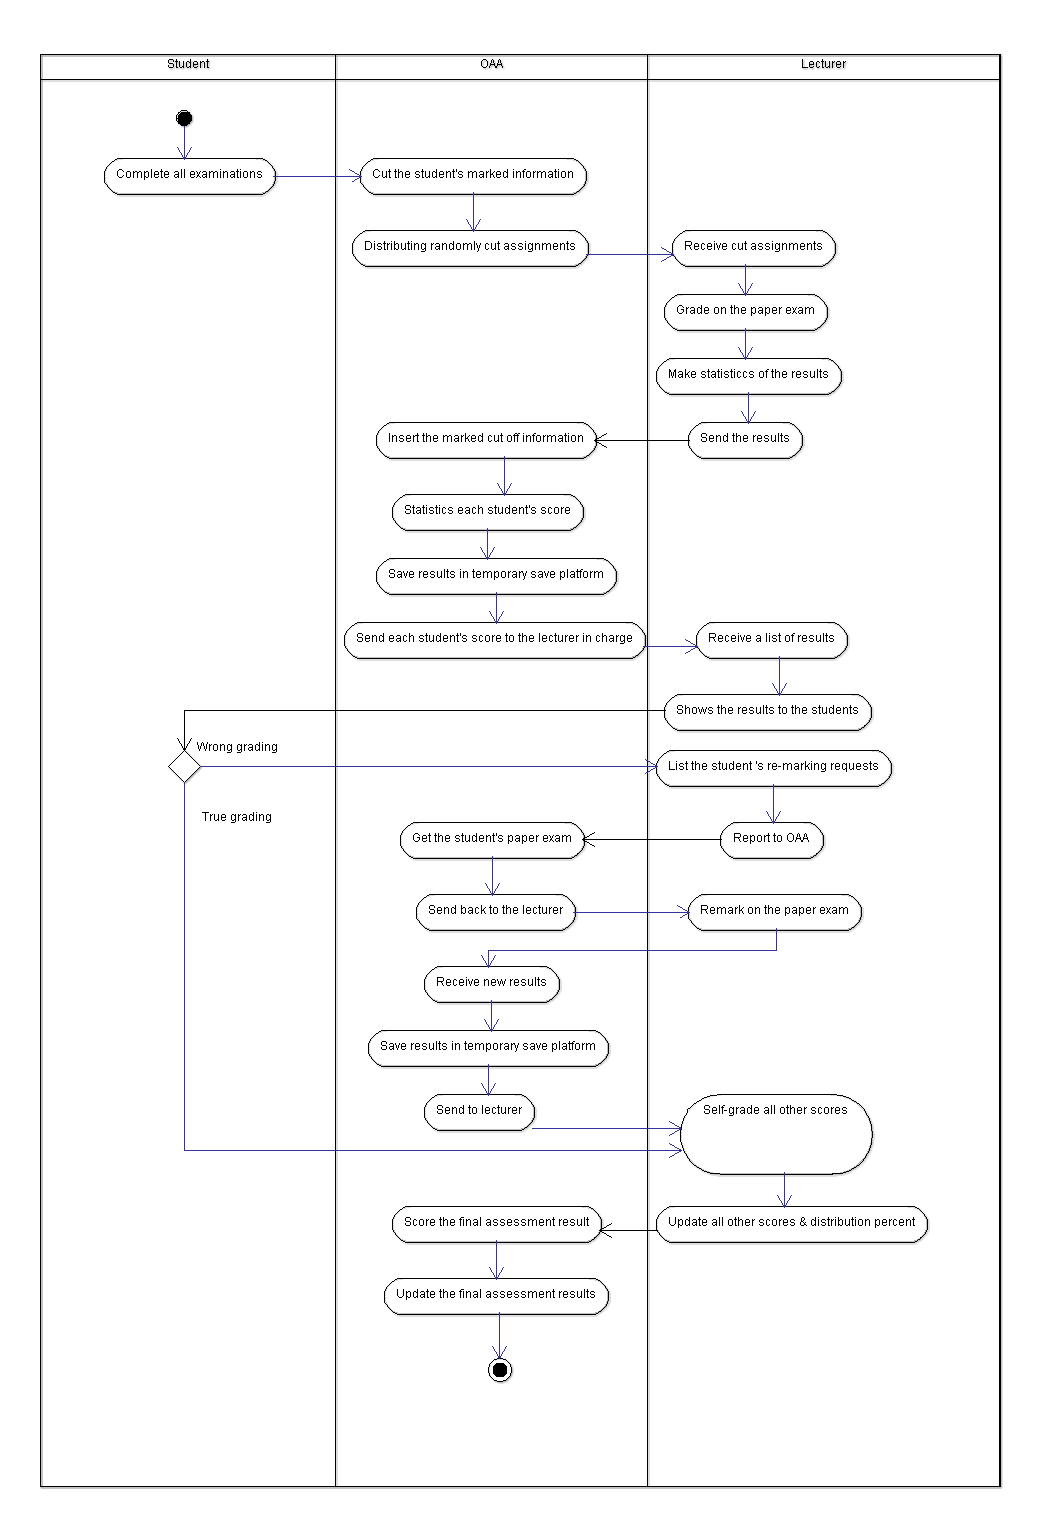 Student
OAA
Lecturer
Complete all examinations
Cut the student's marked information
Distributing randomly cut assignments
Receive cut assignments
Grade on the paper exam
Make statisticcs of the results
Insert the marked cut off information
Send the results
Statistics each student's score
Save results in temporary save platform
Send each student's score to the lecturer in charge
Receive a list of results
Shows the results to the students
Wrong grading
List the student 's re-marking requests
True grading
Get the student's paper exam
Report to OAA
Send back to the lecturer
Remark on the paper exam
Receive new results
Save results in temporary save platform
Send to lecturer
Self-grade all other scores
Score the final assessment result
Update all other scores & distribution percent
Update the final assessment results